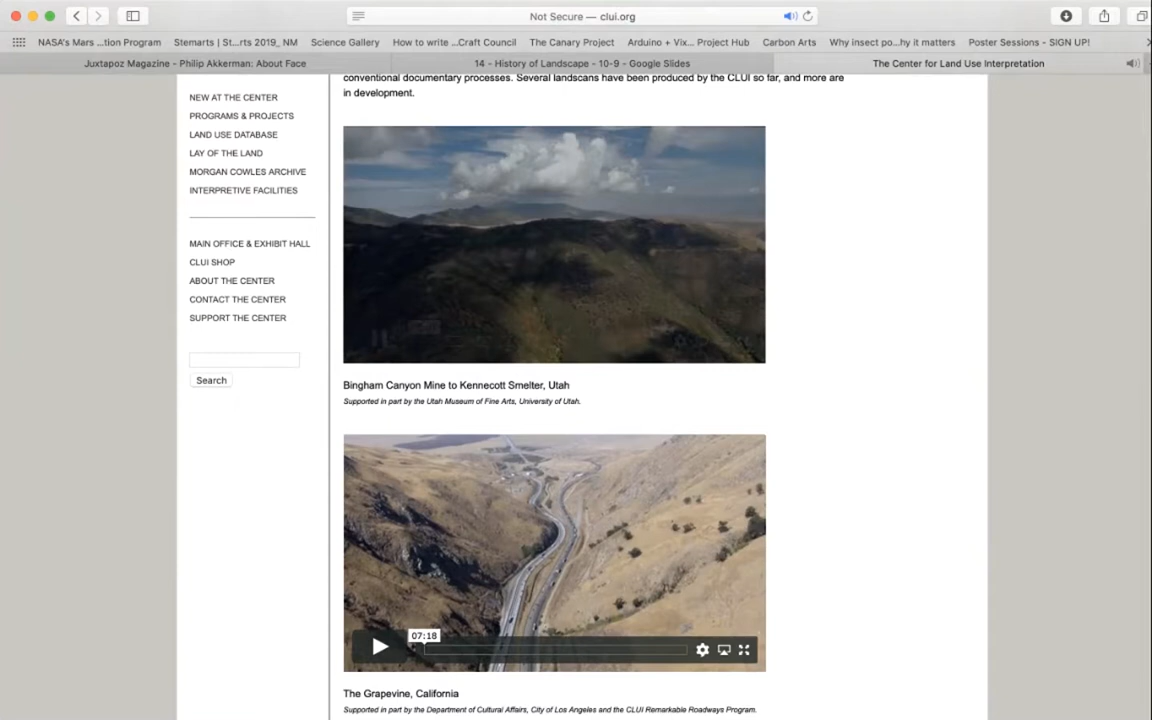 Not Secure — clui.org
NASA's Mars ...tion Program Stemarts | St...rts 2019_ NM Science Gallery How to write ...Craft Council The Canary Project Arduino + Vix... Project Hub Carbon Arts Why insect po...hy it matters Poster Sessions - SIGN UP!
Juxtapoz Magazine - Philip Akkerman: About Face 14 - History of Landscape - 10-9 - Google Slides The Center for Land Use Interpretation
conventional documentary processes. Several landscans have been produced by the CLUI so far, and more are
in development.
NEW AT THE CENTER
PROGRAMS & PROJECTS
LAND USE DATABASE
LAY OF THE LAND
MORGAN COWLES ARCHIVE
INTERPRETIVE FACILITIES
MAIN OFFICE & EXHIBIT HALL
CLUI SHOP
ABOUT THE CENTER
CONTACT THE CENTER
SUPPORT THE CENTER
Search
Bingham Canyon Mine to Kennecott Smelter, Utah
Supported in part by the Utah Museum of Fine Arts, University of Utah.
07:18
The Grapevine, California
Supported in part by the Department of Cultural Affairs, City of Los Angeles and the CLUI Remarkable Roadways Program.